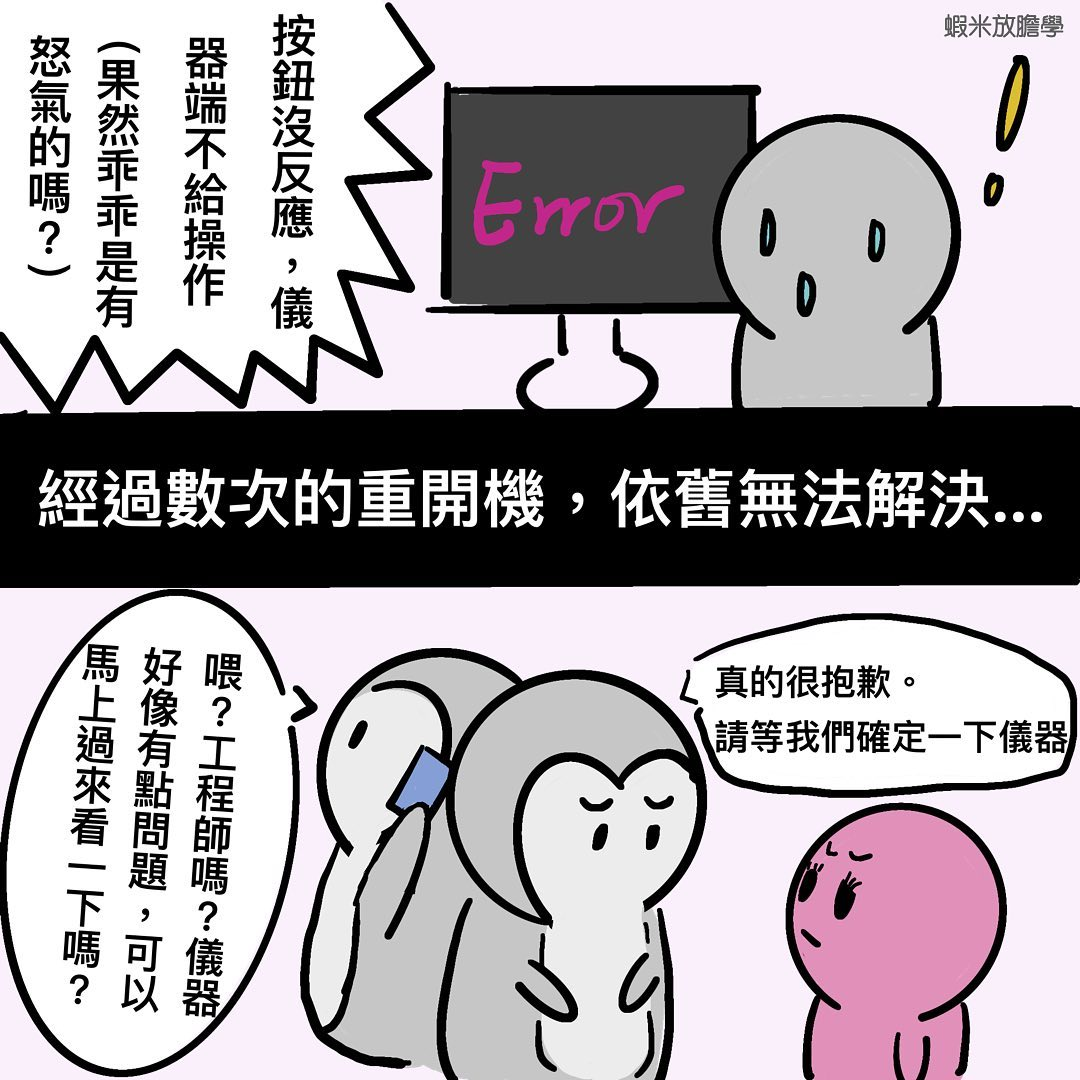 蝦米放膽學
按鈕沒反應，儀
器端不給操作
(果然乖乖是有
怒氣的嗎？)
Error
經過數次的重開機，依舊無法解決...
喂？工程師嗎？儀器
好像有點問題，可以
馬上過來看一下嗎？
真的很抱歉。
請等我們確定一下儀器